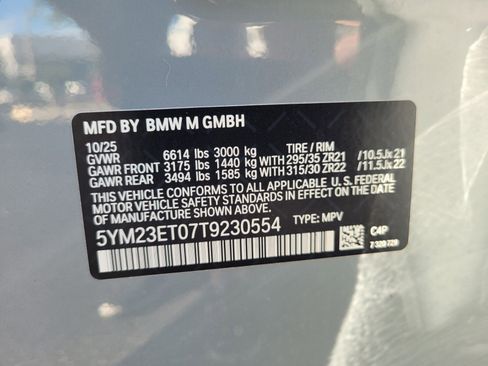 MFD BY BMW M GMBH
10/25 TIRE / RIM
GVWR 6614 lbs 3000 kg
GAWR FRONT 3175 lbs 1440 kg WITH 295/35 ZR21 /10.5Jx21
GAWR REAR 3494 lbs 1585 kg WITH 315/30 ZR22 /11.5Jx22
THIS VEHICLE CONFORMS TO ALL APPLICABLE U.S. FEDERAL
MOTOR VEHICLE SAFETY STANDARDS IN EFFECT ON THE DATE
OF MANUFACTURE SHOWN ABOVE.
5YM23ET07T9230554 TYPE: MPV
C4P
7 320 729